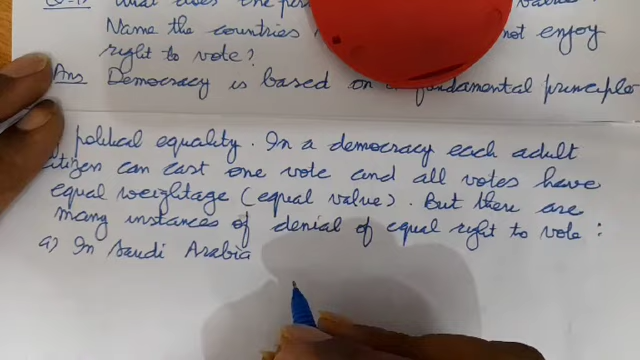 What does one
Name the countries not enjoy
right to vote?
Ans Democracy is based on a fundamental principle
political equality. In a democracy each adult
citizen can cast one vote and all votes have
equal weightage (equal value). But there are
many instances of denial of equal right to vote:
a) In Saudi Arabia